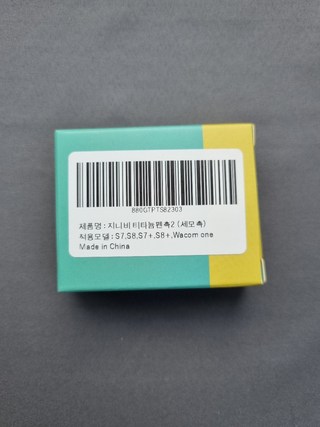 880GTPTS82303
제품명 : 지니비 티타늄펜촉2 (세모촉)
적용모델 : S7,S8,S7+,S8+,Wacom one
Made in China